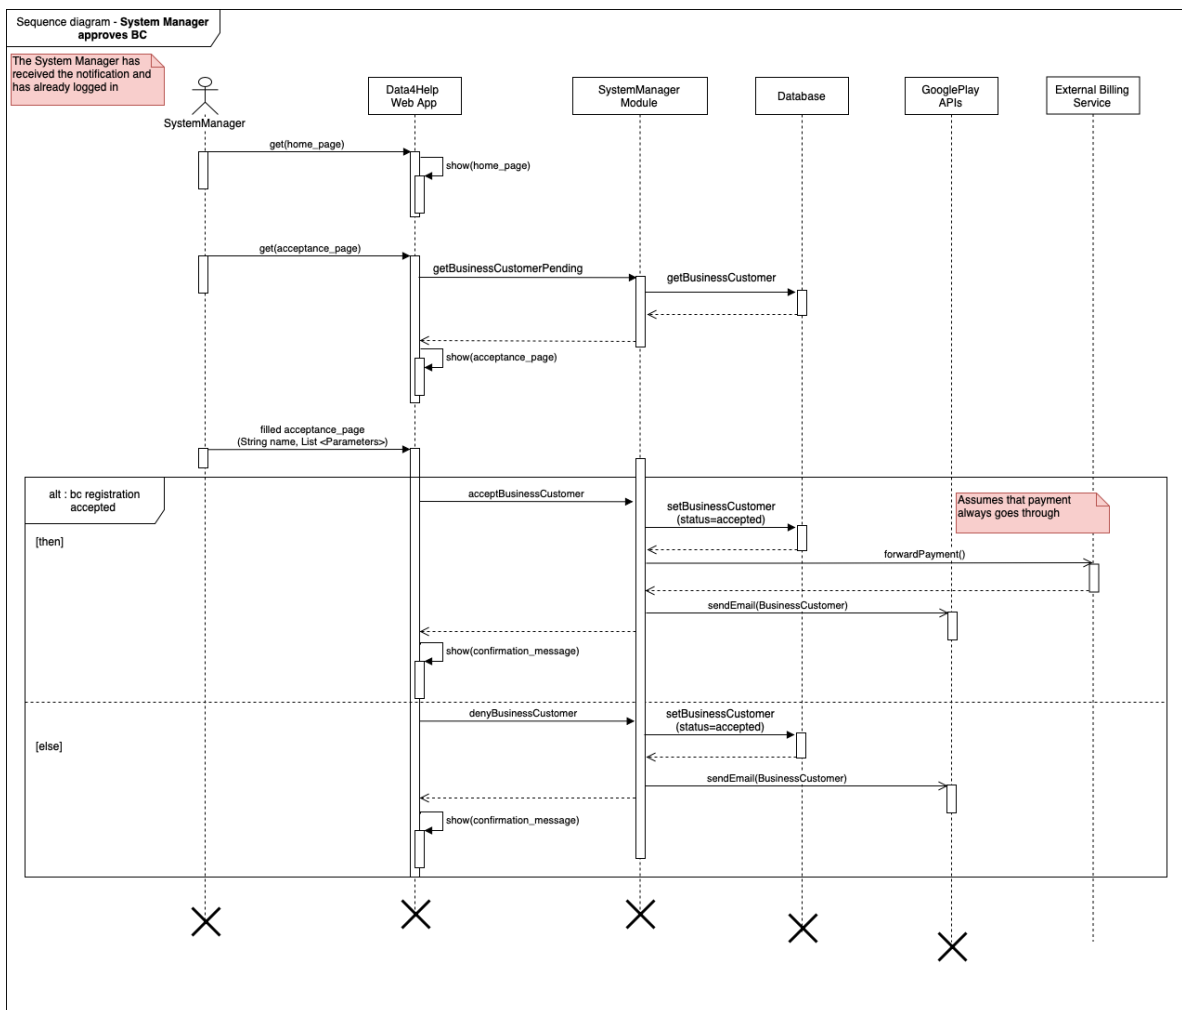 Sequence diagram - System Manager
approves BC
The System Manager has
received the notification and
has already logged in
SystemManager
Data4Help
Web App
SystemManager
Module
Database
GooglePlay
APIs
External Billing
Service
get(home_page)
show(home_page)
get(acceptance_page)
getBusinessCustomerPending
getBusinessCustomer
show(acceptance_page)
filled acceptance_page
(String name, List <Parameters>)
alt : bc registration
accepted
acceptBusinessCustomer
Assumes that payment
always goes through
setBusinessCustomer
(status=accepted)
[then]
forwardPayment()
sendEmail(BusinessCustomer)
show(confirmation_message)
denyBusinessCustomer
setBusinessCustomer
(status=accepted)
[else]
sendEmail(BusinessCustomer)
show(confirmation_message)